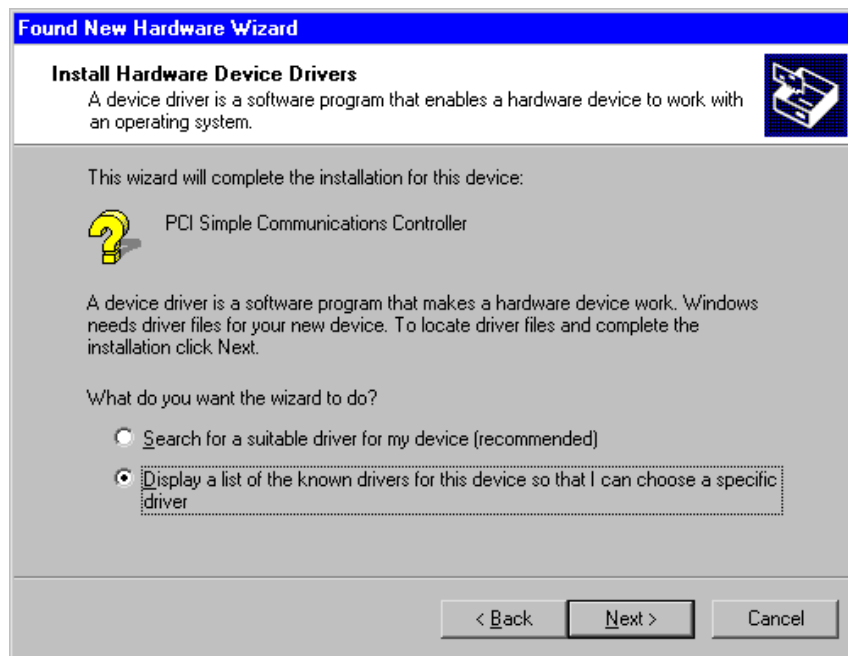 Found New Hardware Wizard
Install Hardware Device Drivers
A device driver is a software program that enables a hardware device to work with
an operating system.
This wizard will complete the installation for this device:
PCI Simple Communications Controller
A device driver is a software program that makes a hardware device work. Windows
needs driver files for your new device. To locate driver files and complete the
installation click Next.
What do you want the wizard to do?
Search for a suitable driver for my device (recommended)
Display a list of the known drivers for this device so that I can choose a specific
driver
< Back
Next >
Cancel